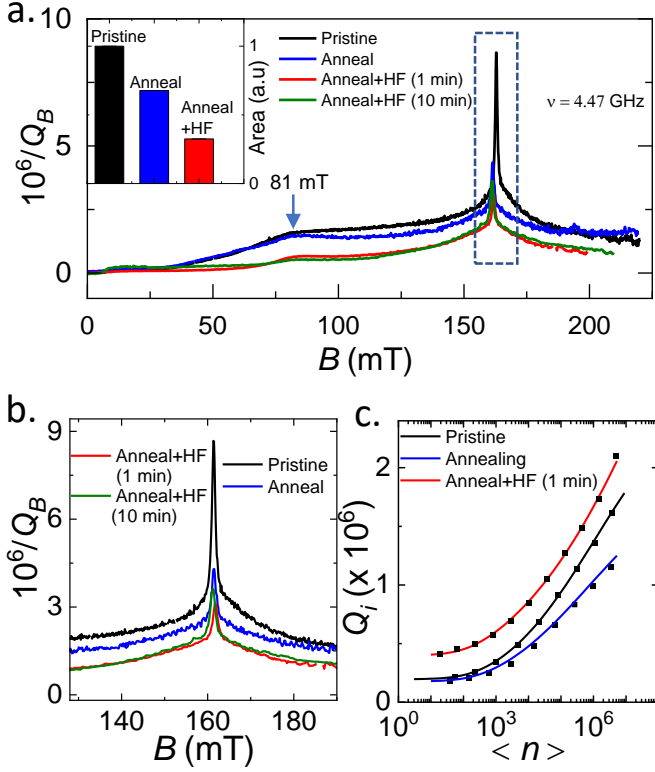 a.
Pristine
Anneal
Anneal
+HF
1
0
Area (a.u)
Pristine
Anneal
Anneal+HF (1 min)
Anneal+HF (10 min)
ν = 4.47 GHz
81 mT
10
5
0
10⁶/Q_B
0
50
100
150
200
B (mT)
b.
Anneal+HF
(1 min)
Anneal+HF
(10 min)
Pristine
Anneal
9
6
3
0
10⁶/Q_B
140
160
180
B (mT)
c.
Pristine
Annealing
Anneal+HF (1 min)
2
1
0
Q_i (x 10⁶)
10⁰
10³
10⁶
< n >